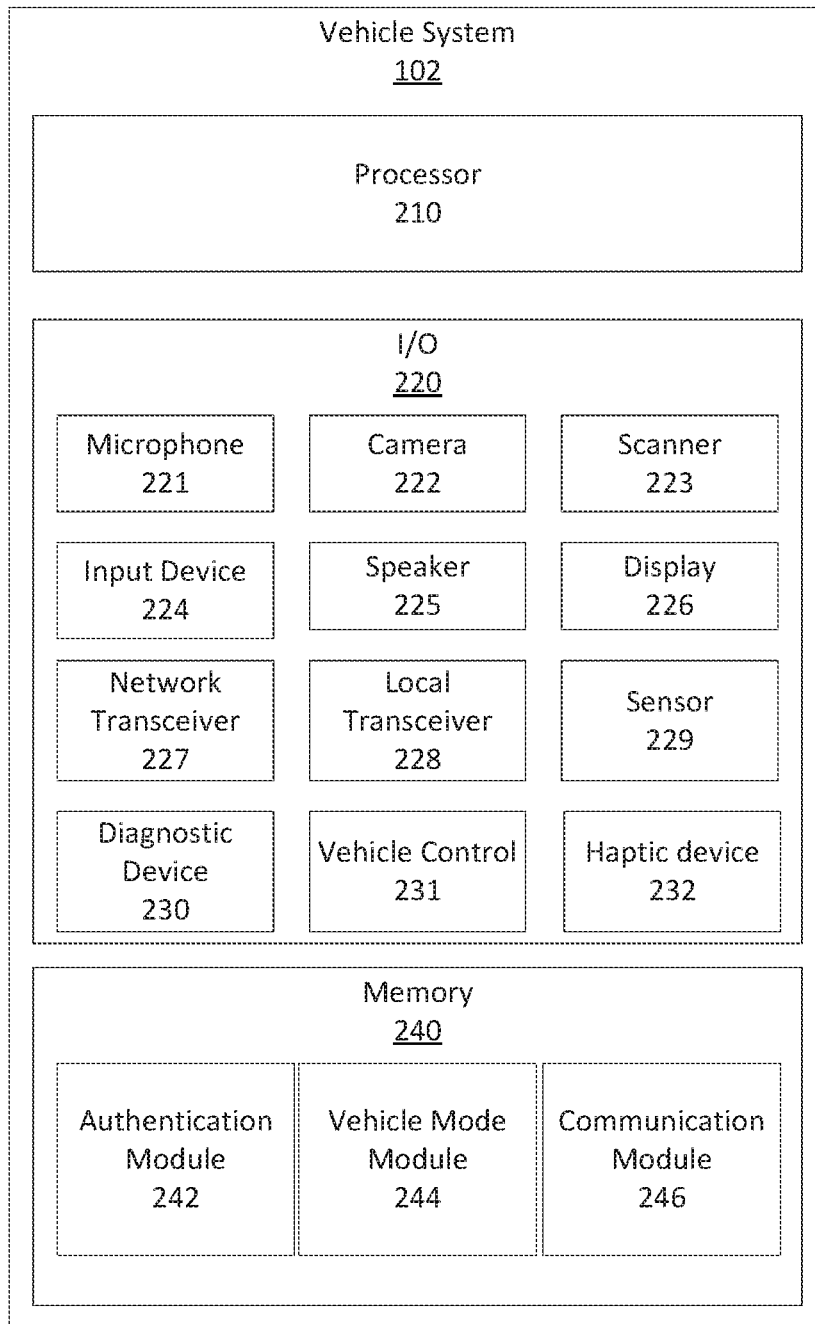 Vehicle System
102
Processor
210
I/O
220
Microphone
221
Camera
222
Scanner
223
Input Device
224
Speaker
225
Display
226
Network
Transceiver
227
Local
Transceiver
228
Sensor
229
Diagnostic
Device
230
Vehicle Control
231
Haptic device
232
Memory
240
Authentication
Module
242
Vehicle Mode
Module
244
Communication
Module
246